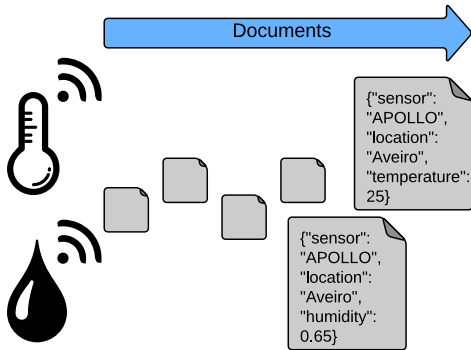 Documents
{"sensor":
"APOLLO",
"location":
"Aveiro",
"temperature":
25}
{"sensor":
"APOLLO",
"location":
"Aveiro",
"humidity":
0.65}